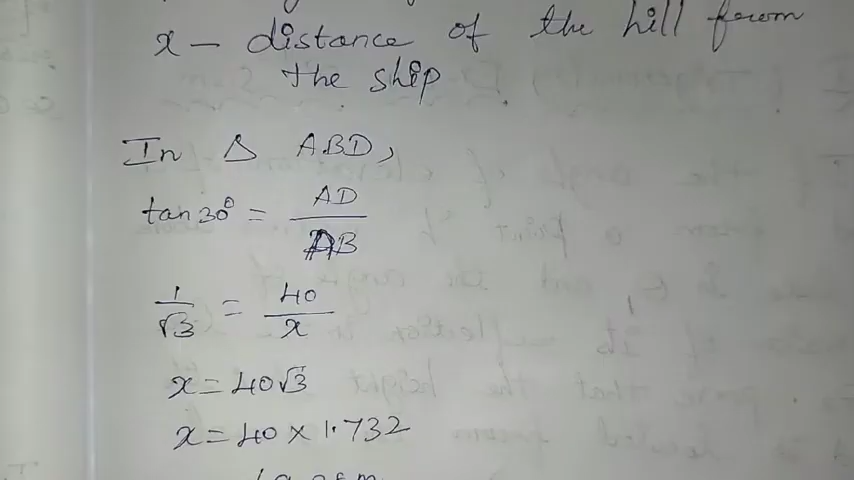 x - distance of the hill from
the ship
In Δ ABD,
tan 30° = AD / AB
1/√3 = 40/x
x = 40√3
x = 40 × 1.732